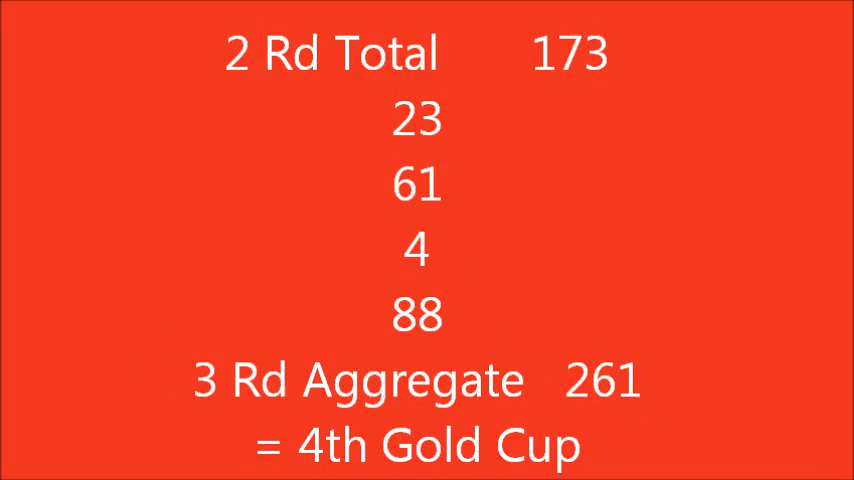 2 Rd Total 173
23
61
4
88
3 Rd Aggregate 261
= 4th Gold Cup